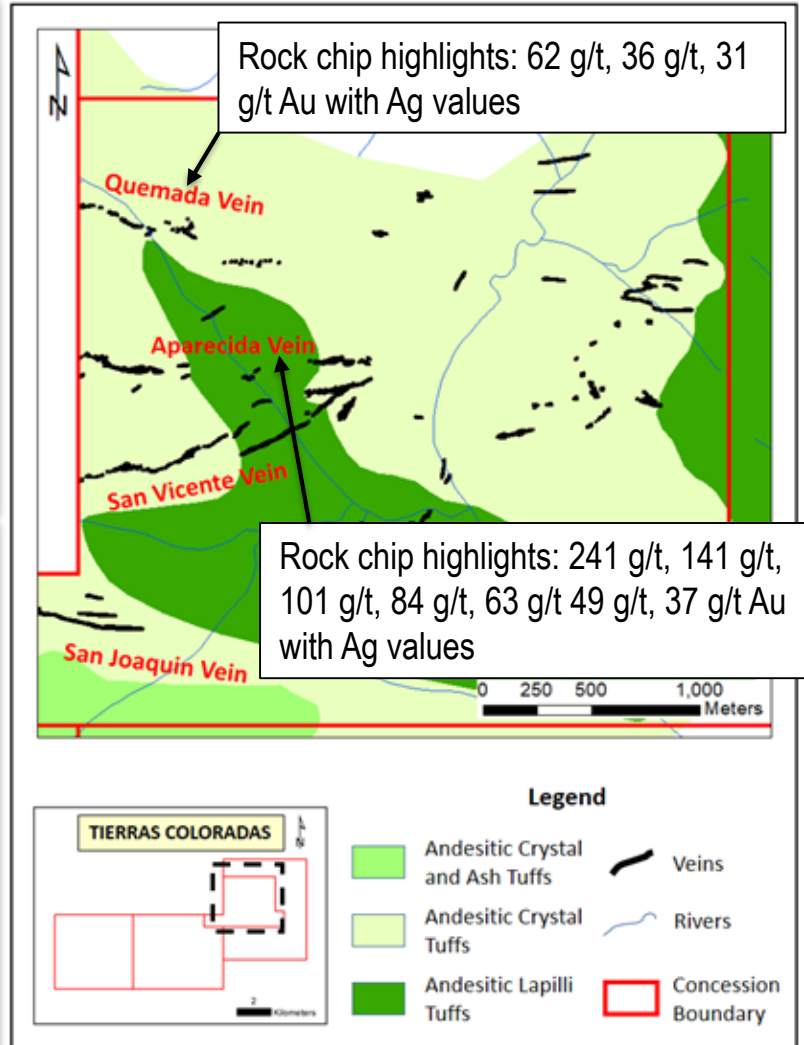 Rock chip highlights: 62 g/t, 36 g/t, 31
g/t Au with Ag values
N
Quemada Vein
Aparecida Vein
San Vicente Vein
Rock chip highlights: 241 g/t, 141 g/t,
101 g/t, 84 g/t, 63 g/t 49 g/t, 37 g/t Au
with Ag values
San Joaquin Vein
0 250 500 1,000
Meters
Legend
TIERRAS COLORADAS
N
2
Kilometers
Andesitic Crystal
and Ash Tuffs
Veins
Andesitic Crystal
Tuffs
Rivers
Andesitic Lapilli
Tuffs
Concession
Boundary